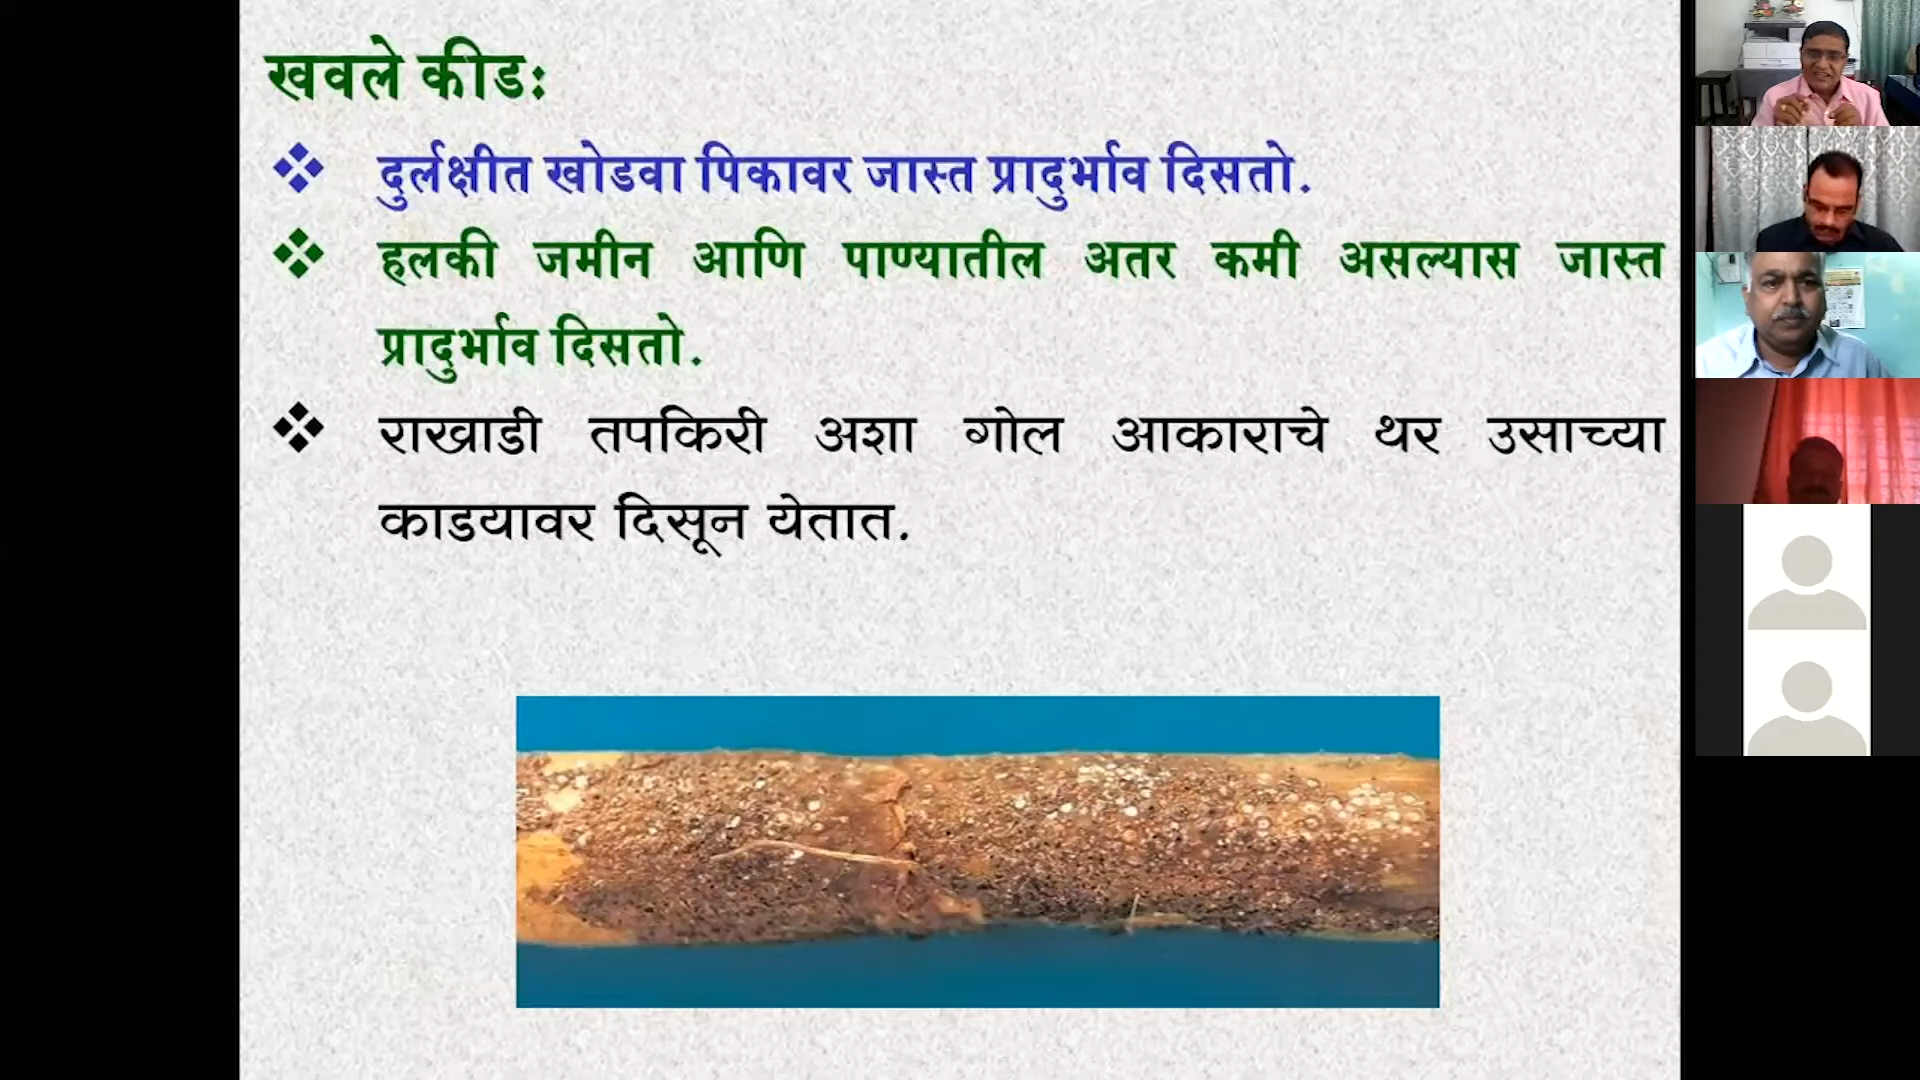 खवले कीड:
दुर्लक्षीत खोडवा पिकावर जास्त प्रादुर्भाव दिसतो.
हलकी जमीन आणि पाण्यातील अतर कमी असल्यास जास्त
प्रादुर्भाव दिसतो.
राखाडी तपकिरी अशा गोल आकाराचे थर उसाच्या
काडयावर दिसून येतात.